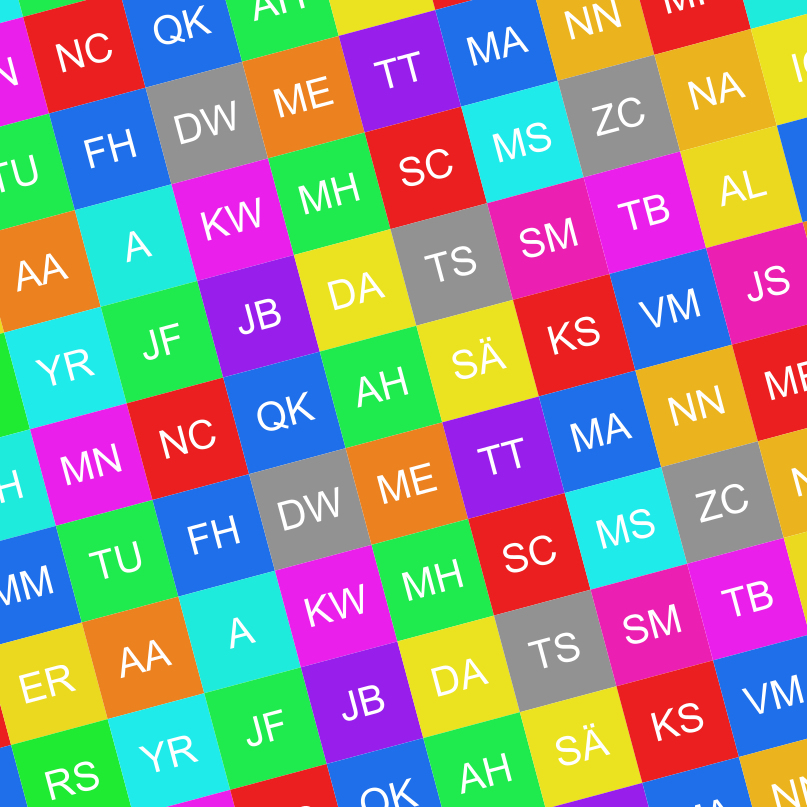 NC QK AH
TU FH DW ME TT MA NN
AA A KW MH SC MS ZC NA
YR JF JB DA TS SM TB AL
MN NC QK AH SÄ KS VM JS
MM TU FH DW ME TT MA NN ME
ER AA A KW MH SC MS ZC
RS YR JF JB DA TS SM TB
QK AH SÄ KS VM
NN